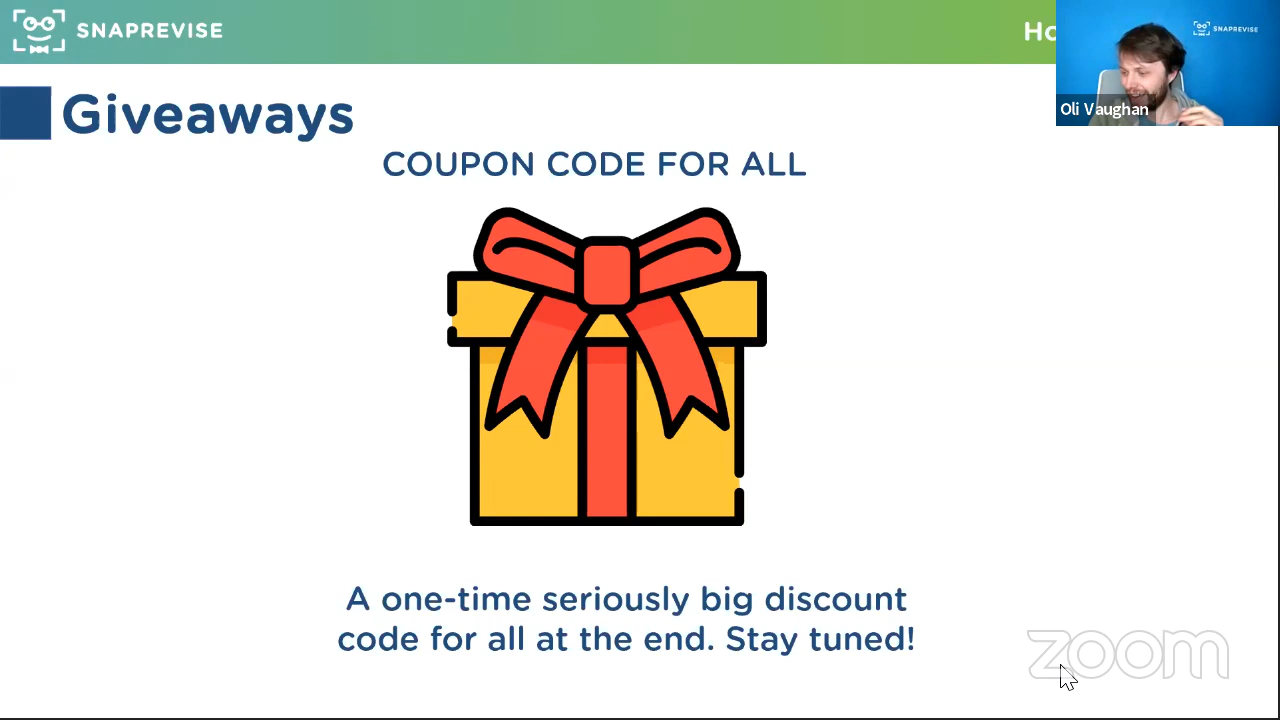 SNAPREVISE
SNAPREVISE
Oli Vaughan
Giveaways
COUPON CODE FOR ALL
A one-time seriously big discount
code for all at the end. Stay tuned!
zoom